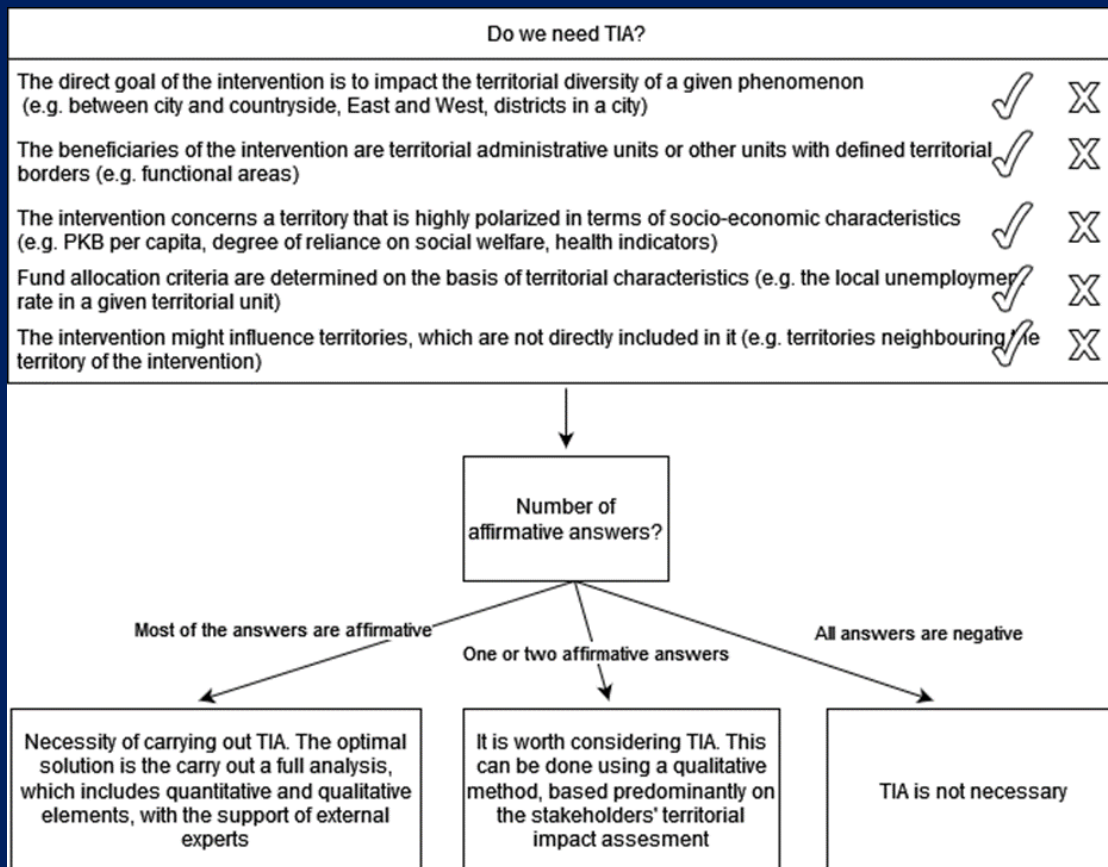 Do we need TIA?
The direct goal of the intervention is to impact the territorial diversity of a given phenomenon
(e.g. between city and countryside, East and West, districts in a city)
The beneficiaries of the intervention are territorial administrative units or other units with defined territorial
borders (e.g. functional areas)
The intervention concerns a territory that is highly polarized in terms of socio-economic characteristics
(e.g. PKB per capita, degree of reliance on social welfare, health indicators)
Fund allocation criteria are determined on the basis of territorial characteristics (e.g. the local unemployment
rate in a given territorial unit)
The intervention might influence territories, which are not directly included in it (e.g. territories neighbouring the
territory of the intervention)
Number of
affirmative answers?
Most of the answers are affirmative
One or two affirmative answers
All answers are negative
Necessity of carrying out TIA. The optimal
solution is the carry out a full analysis,
which includes quantitative and qualitative
elements, with the support of external
experts
It is worth considering TIA. This
can be done using a qualitative
method, based predominantly on
the stakeholders' territorial
impact assesment
TIA is not necessary